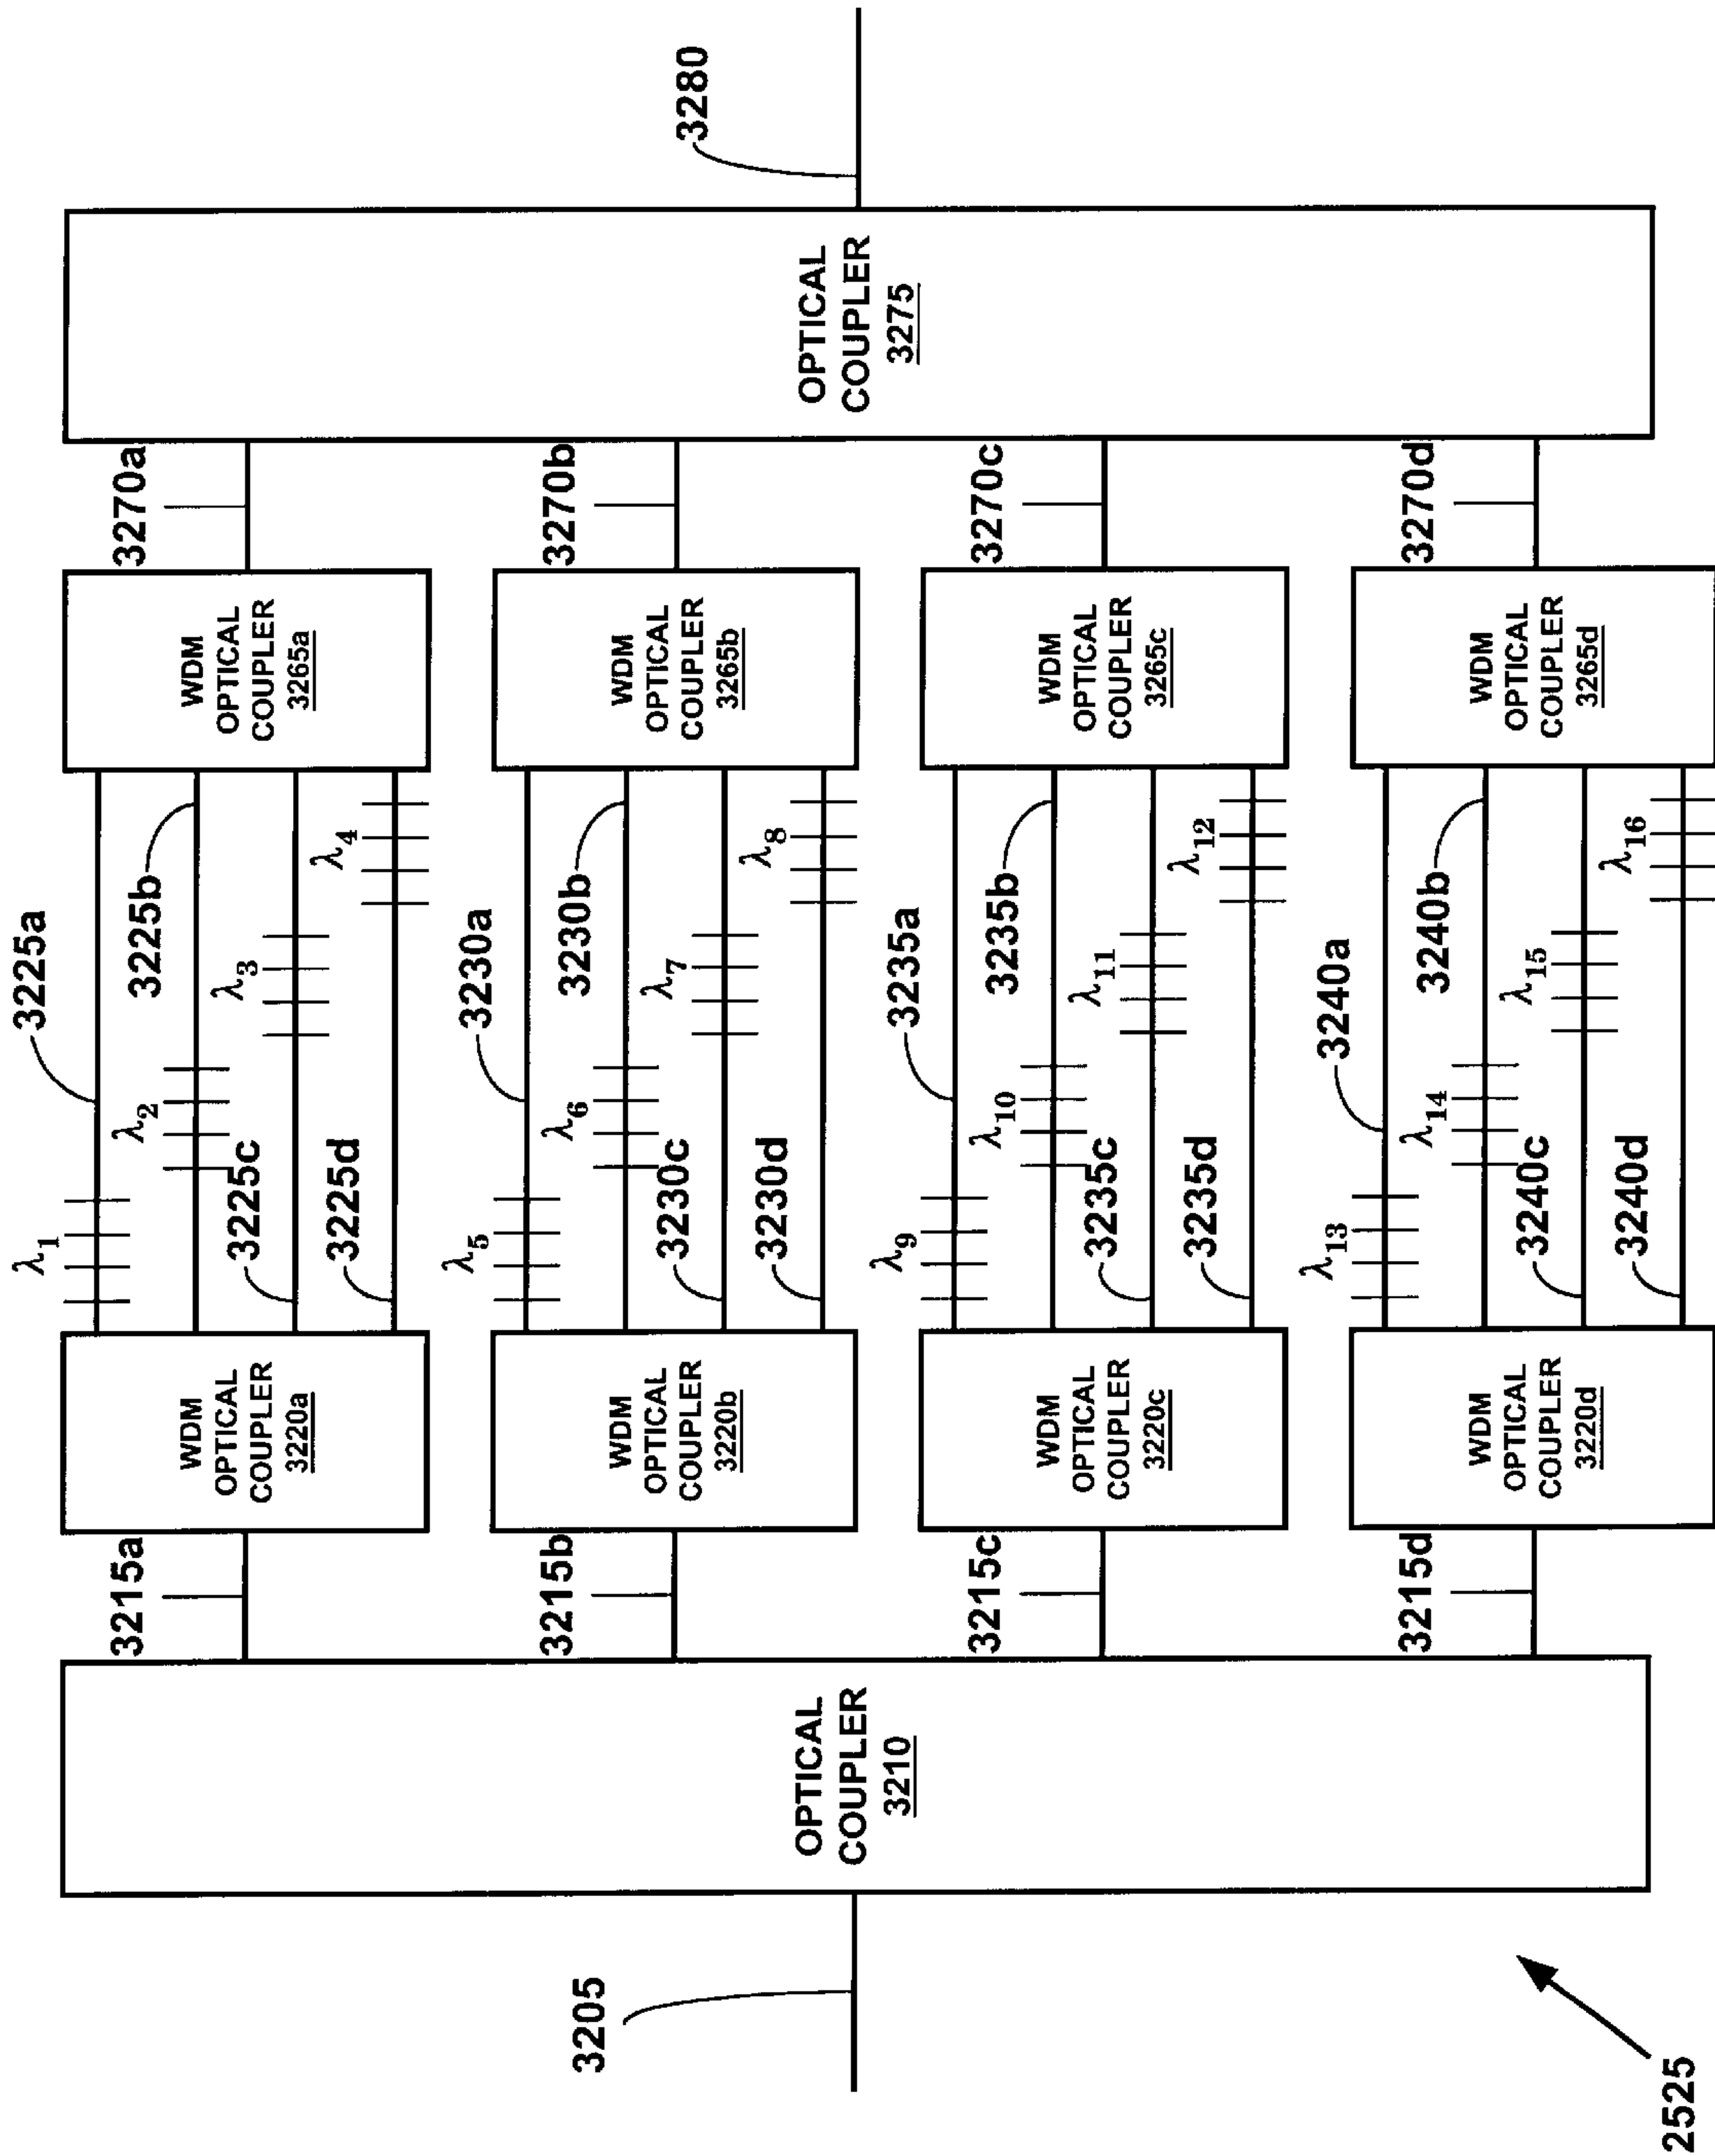 3205
OPTICAL
COUPLER
3210
3215a
3215b
3215c
3215d
WDM
OPTICAL
COUPLER
3220a
WDM
OPTICAL
COUPLER
3220b
WDM
OPTICAL
COUPLER
3220c
WDM
OPTICAL
COUPLER
3220d
λ1
3225a
λ2
3225b
3225c
λ3
3225d
λ4
λ5
3230a
λ6
3230b
3230c
λ7
3230d
λ8
λ9
3235a
λ10
3235b
3235c
λ11
3235d
λ12
λ13
3240a
λ14
3240b
3240c
λ15
3240d
λ16
WDM
OPTICAL
COUPLER
3265a
WDM
OPTICAL
COUPLER
3265b
WDM
OPTICAL
COUPLER
3265c
WDM
OPTICAL
COUPLER
3265d
3270a
3270b
3270c
3270d
OPTICAL
COUPLER
3275
3280
2525